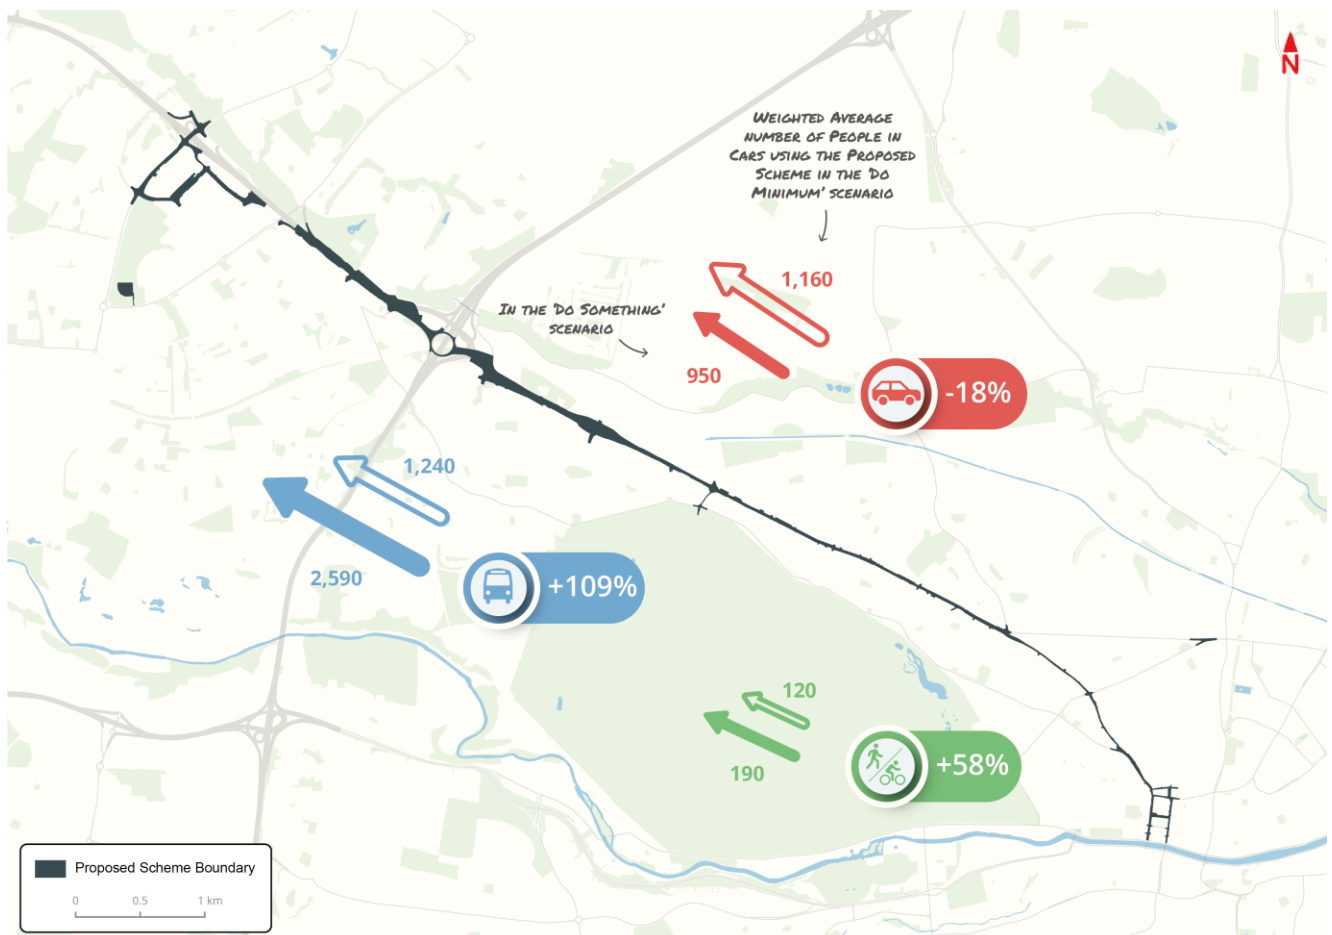 N
WEIGHTED AVERAGE
NUMBER OF PEOPLE IN
CARS USING THE PROPOSED
SCHEME IN THE 'DO
MINIMUM' SCENARIO
1,160
IN THE 'DO SOMETHING'
SCENARIO
950
-18%
1,240
2,590
+109%
120
190
+58%
Proposed Scheme Boundary
0 0.5 1 km